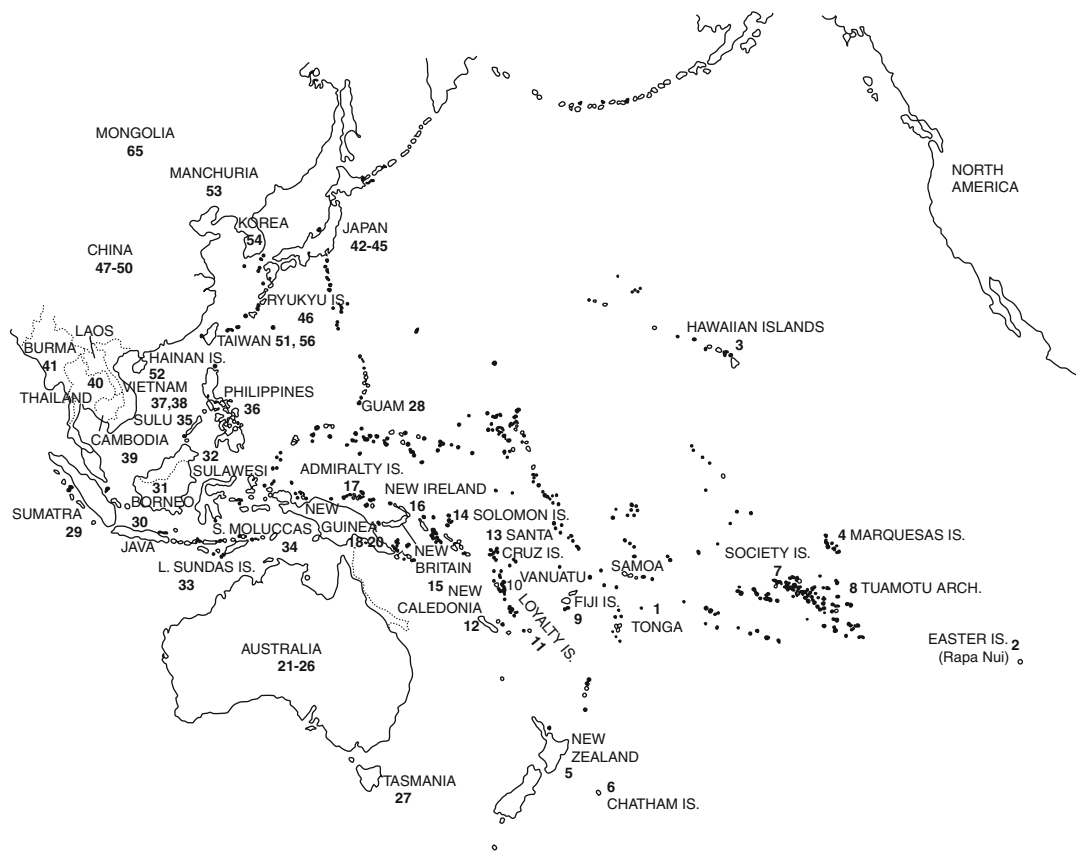 MONGOLIA
65
MANCHURIA
53
KOREA
54
JAPAN
42-45
CHINA
47-50
RYUKYU IS.
46
TAIWAN 51, 56
LAOS
BURMA
41
40
THAILAND
HAINAN IS.
52
VIETNAM
37,38
SULU 35
CAMBODIA
39
PHILIPPINES
36
32
GUAM 28
NORTH
AMERICA
HAWAIIAN ISLANDS
3
SULAWESI
31
BORNEO
30
JAVA
SUMATRA
29
ADMIRALTY IS.
17
NEW IRELAND
16
NEW
GUINEA
18-20
S. MOLUCCAS
34
L. SUNDAS IS.
33
14 SOLOMON IS.
13 SANTA
CRUZ IS.
NEW
BRITAIN
15
10
VANUATU
SAMOA
NEW
CALEDONIA
12
LOYALTY IS.
11
FIJI IS.
9
1
TONGA
4 MARQUESAS IS.
SOCIETY IS.
7
8 TUAMOTU ARCH.
EASTER IS. 2
(Rapa Nui)
AUSTRALIA
21-26
TASMANIA
27
NEW
ZEALAND
5
6
CHATHAM IS.